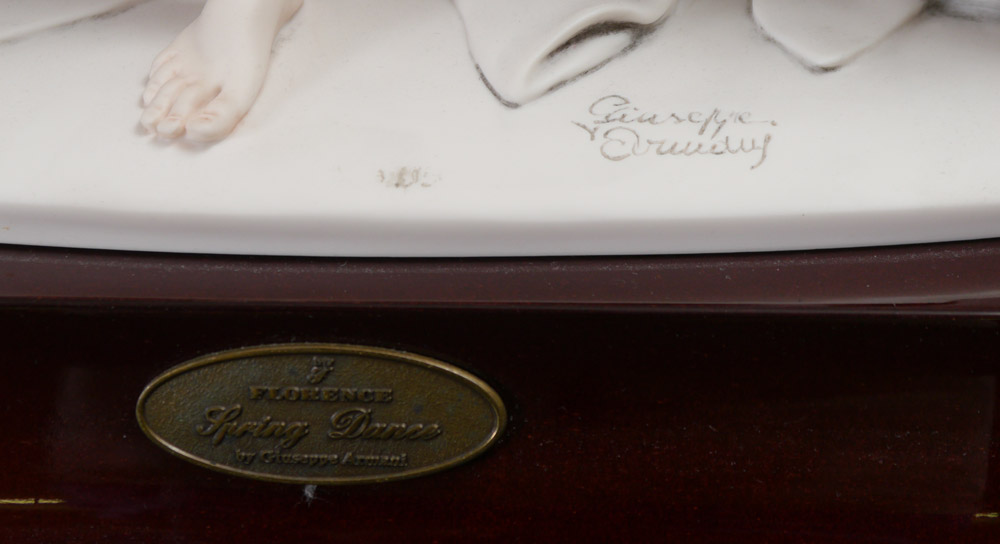 Giuseppe
Armani
FLORENCE
Spring Dance
by Giuseppe Armani